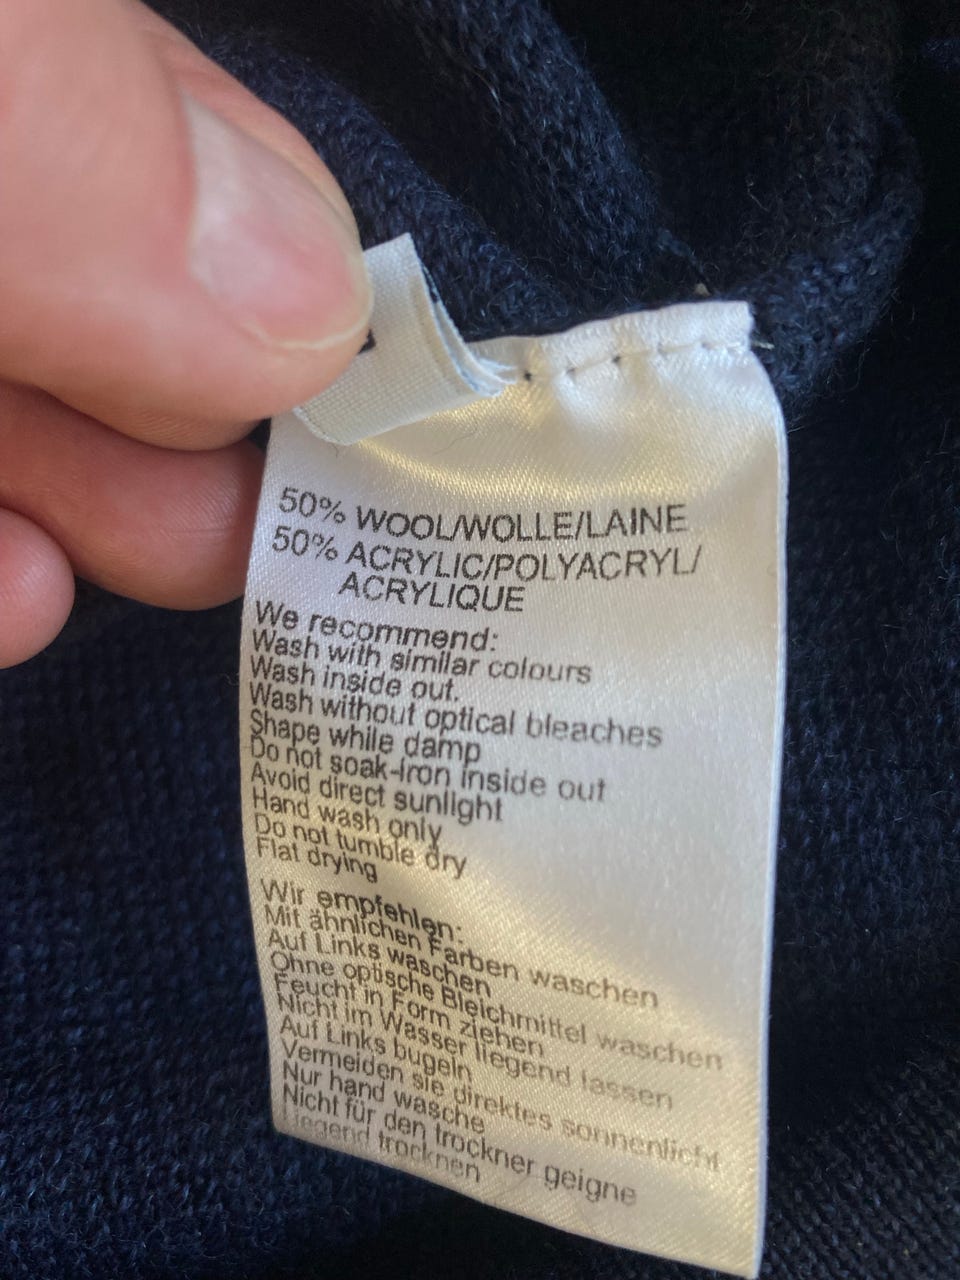 50% WOOL/WOLLE/LAINE
50% ACRYLIC/POLYACRYL/
ACRYLIQUE
We recommend:
Wash with similar colours
Wash inside out.
Wash without optical bleaches
Shape while damp
Do not soak-iron inside out
Avoid direct sunlight
Hand wash only
Do not tumble dry
Flat drying
Wir empfehlen:
Mit ähnlichen Farben waschen
Auf Links waschen
Ohne optische Bleichmittel waschen
Feucht in Form ziehen
Nicht im Wasser liegend lassen
Auf Links bugeln
Vermeiden sie direktes sonnenlicht
Nur hand wasche
Nicht für den trockner geigne
liegend trocknen